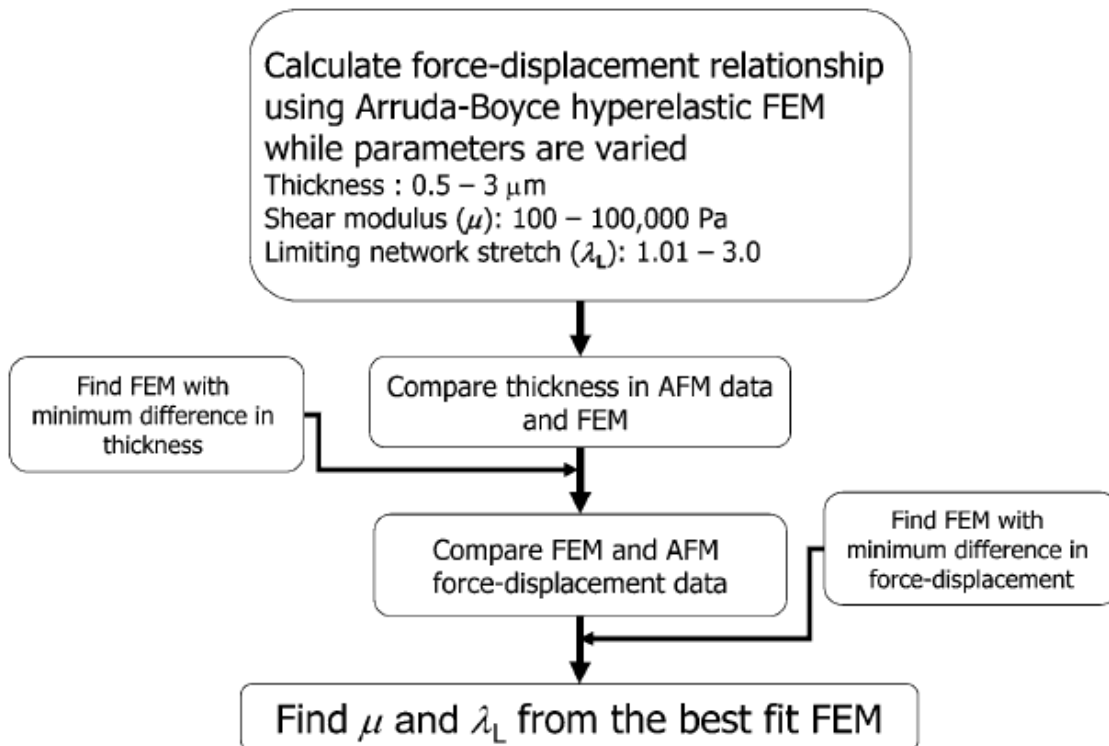 Calculate force-displacement relationship
using Arruda-Boyce hyperelastic FEM
while parameters are varied
Thickness : 0.5 – 3 μm
Shear modulus (μ): 100 – 100,000 Pa
Limiting network stretch (λL): 1.01 – 3.0
Find FEM with
minimum difference in
thickness
Compare thickness in AFM data
and FEM
Compare FEM and AFM
force-displacement data
Find FEM with
minimum difference in
force-displacement
Find μ and λL from the best fit FEM